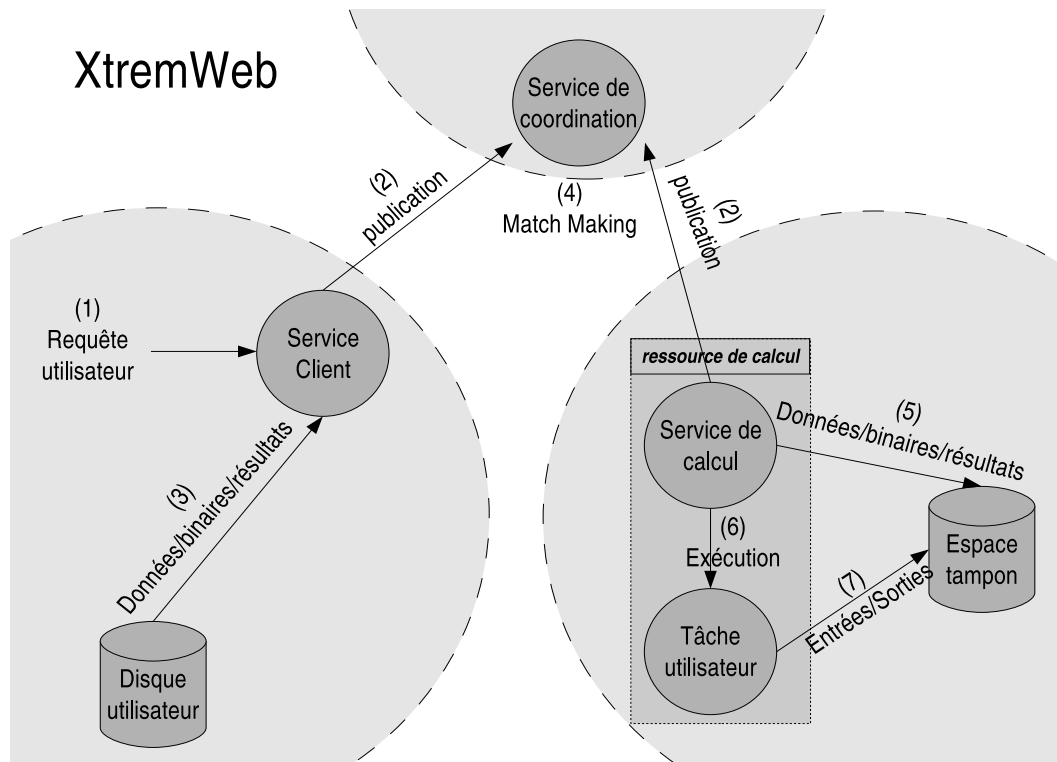 XtremWeb
Service de
coordination
(2)
publication
(4)
Match Making
(2)
publication
(1)
Requête
utilisateur
Service
Client
(3)
Données/binaires/résultats
Disque
utilisateur
ressource de calcul
Service de
calcul
(5)
Données/binaires/résultats
(6)
Exécution
Espace
tampon
(7)
Entrées/Sorties
Tâche
utilisateur